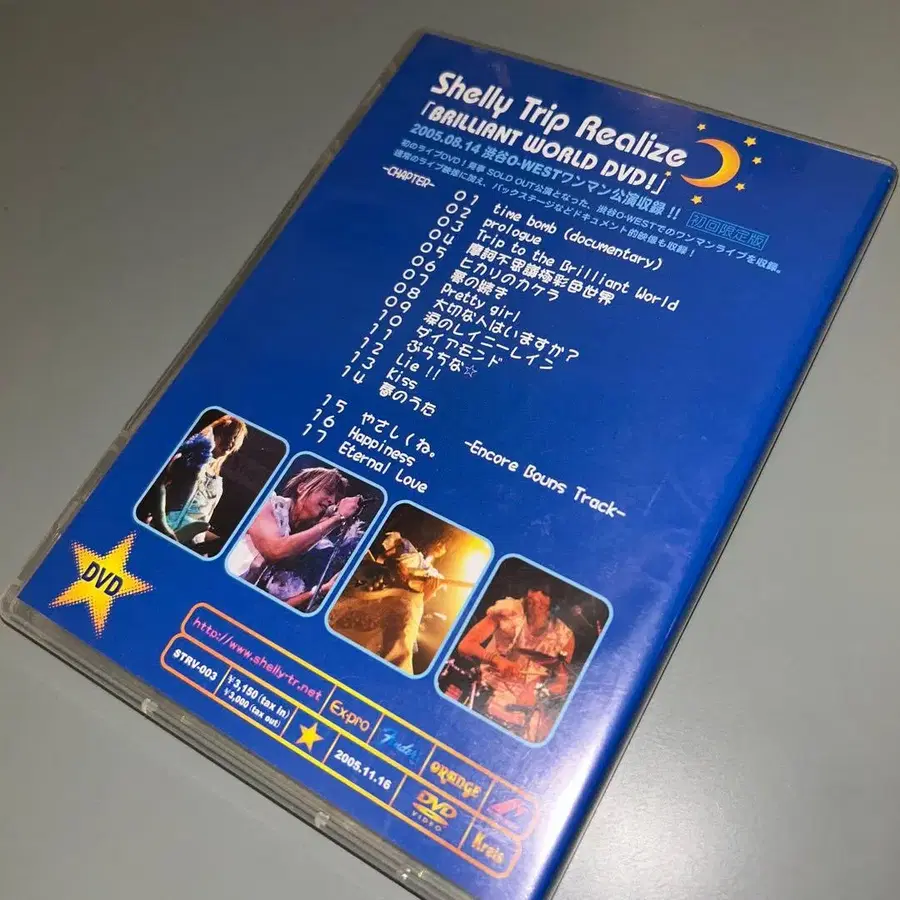 Shelly Trip Realize
「BRILLIANT WORLD DVD!」
2005.08.14 渋谷O-WESTワンマン公演収録!!
初回限定版
初のライブDVD！見事 SOLD OUT公演となった、渋谷O-WESTでのワンマンライブを収録。
通常のライブ映像に加え、バックステージなどドキュメント的映像も収録！
-CHAPTER-
01 time bomb (documentary)
02 prologue
03 Trip to the Brilliant World
04 摩訶不思議極彩色世界
05 ヒカリのカケラ
06 夢の続き
07 Pretty girl
08 大切な人はいますか？
09 涙のレイニーレイン
10 ダイアモンド
11 ぷらちな☆
12 Lie !!
13 Kiss
14 夢のうた
-Encore Bouns Track-
15 やさしくね。
16 Happiness
17 Eternal Love
DVD
http://www.shelly-tr.net
STRV-003
¥3,150 (tax in)
¥3,000 (tax out)
2005.11.16
Ex-pro
Fender
ORANGE
DVD
VIDEO
Kreis